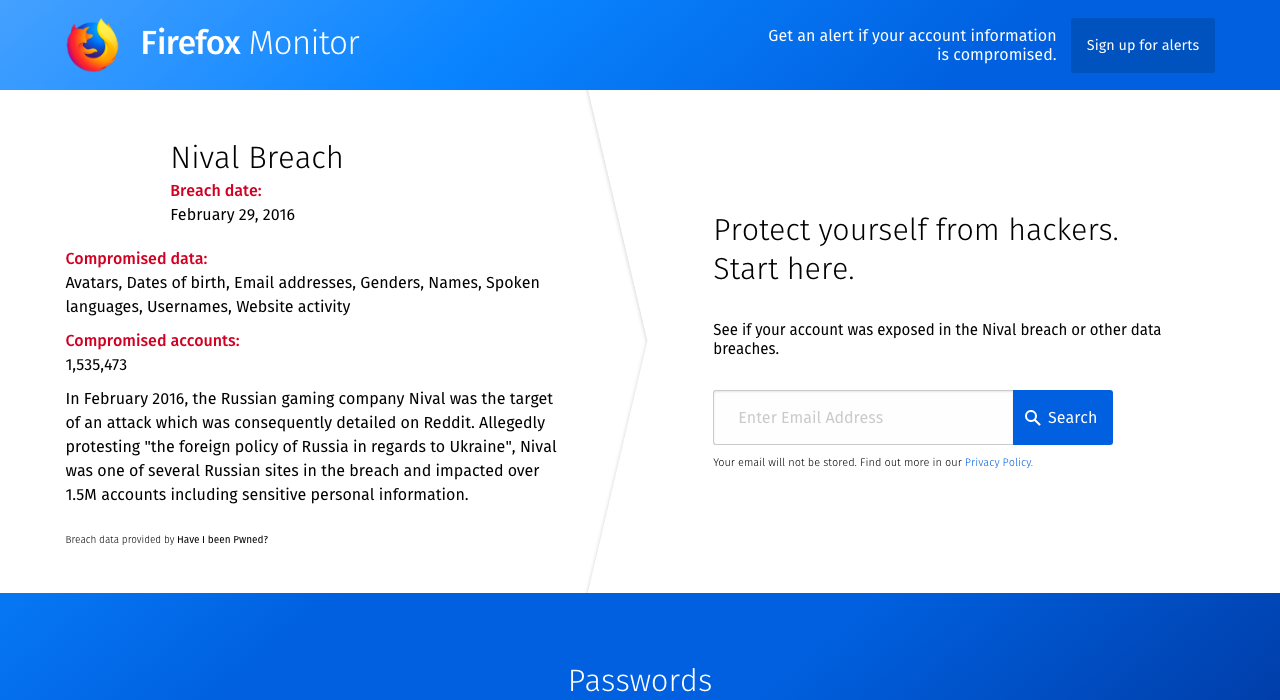 Firefox Monitor
Get an alert if your account information
is compromised.
Sign up for alerts
Nival Breach
Breach date:
February 29, 2016
Compromised data:
Avatars, Dates of birth, Email addresses, Genders, Names, Spoken
languages, Usernames, Website activity
Compromised accounts:
1,535,473
In February 2016, the Russian gaming company Nival was the target
of an attack which was consequently detailed on Reddit. Allegedly
protesting "the foreign policy of Russia in regards to Ukraine", Nival
was one of several Russian sites in the breach and impacted over
1.5M accounts including sensitive personal information.
Breach data provided by Have I been Pwned?
Protect yourself from hackers.
Start here.
See if your account was exposed in the Nival breach or other data
breaches.
Enter Email Address
Search
Your email will not be stored. Find out more in our Privacy Policy.
Passwords